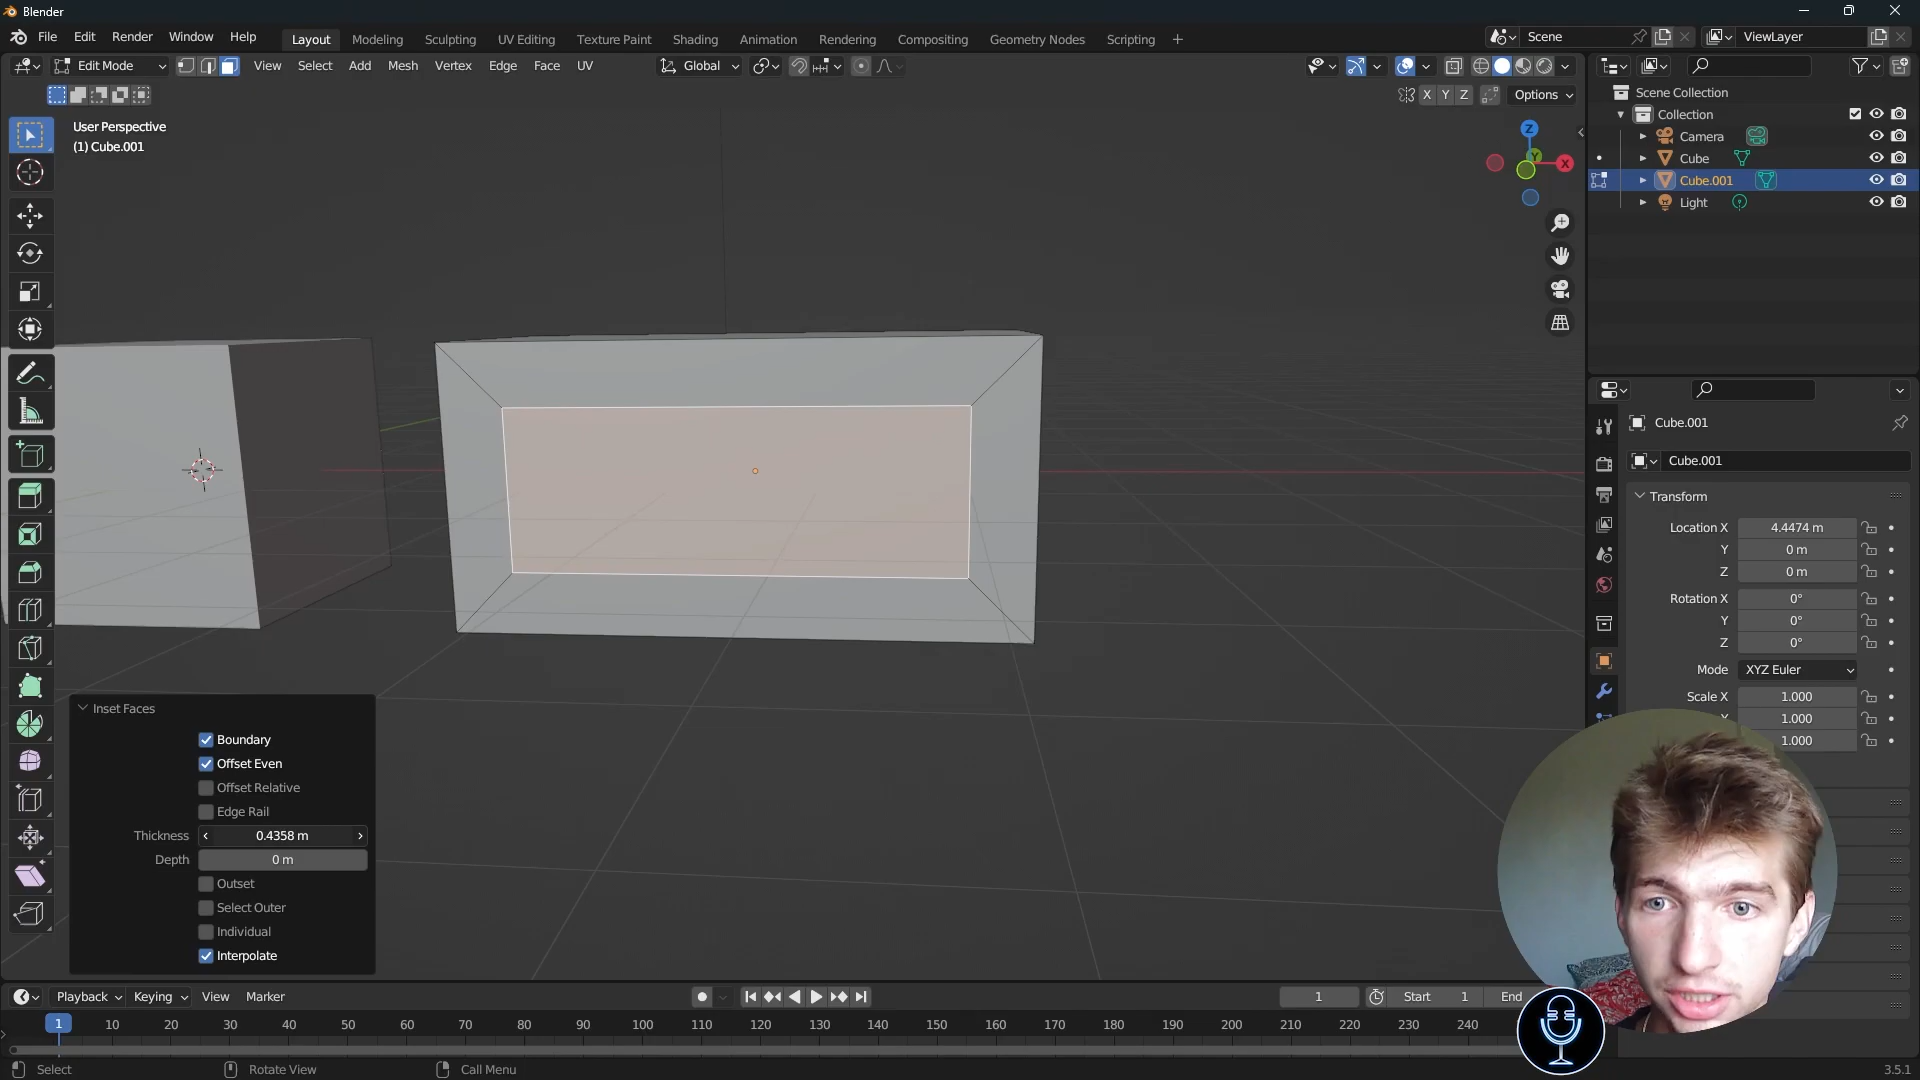 Blender
File Edit Render Window Help
Layout Modeling Sculpting UV Editing Texture Paint Shading Animation Rendering Compositing Geometry Nodes Scripting +
Scene ViewLayer
Edit Mode View Select Add Mesh Vertex Edge Face UV Global
X Y Z Options
User Perspective
(1) Cube.001
Z
Y
X
Scene Collection
Collection
Camera
Cube
Cube.001
Light
Cube.001
Cube.001
Transform
Location X 4.4474 m
Y 0 m
Z 0 m
Rotation X 0°
Y 0°
Z 0°
Mode XYZ Euler
Scale X 1.000
Y 1.000
1.000
Inset Faces
Boundary
Offset Even
Offset Relative
Edge Rail
Thickness 0.4358 m
Depth 0 m
Outset
Select Outer
Individual
Interpolate
Playback Keying View Marker 1 Start 1 End
1 10 20 30 40 50 60 70 80 90 100 110 120 130 140 150 160 170 180 190 200 210 220 230 240
Select Rotate View Call Menu 3.5.1